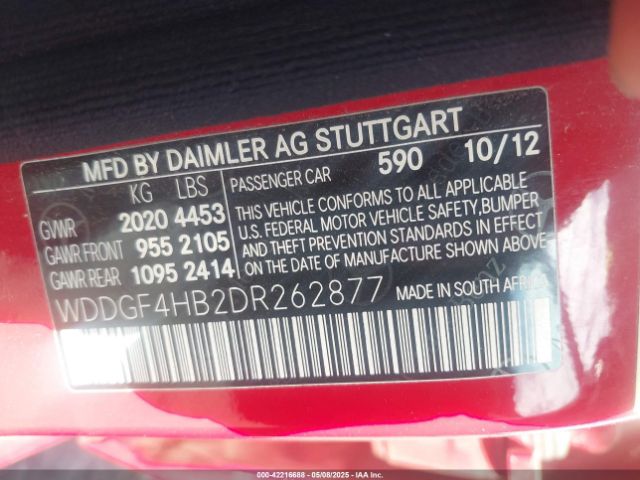 MFD BY DAIMLER AG STUTTGART
KG LBS
GVWR 2020 4453
GAWR FRONT 955 2105
GAWR REAR 1095 2414
PASSENGER CAR 590 10/12
THIS VEHICLE CONFORMS TO ALL APPLICABLE
U.S. FEDERAL MOTOR VEHICLE SAFETY,BUMPER
AND THEFT PREVENTION STANDARDS IN EFFECT
ON THE DATE OF MANUFACTURE SHOWN ABOVE.
WDDGF4HB2DR262877
MADE IN SOUTH AFRICA
000-42216688 - 05/08/2025 - IAAI, Inc.